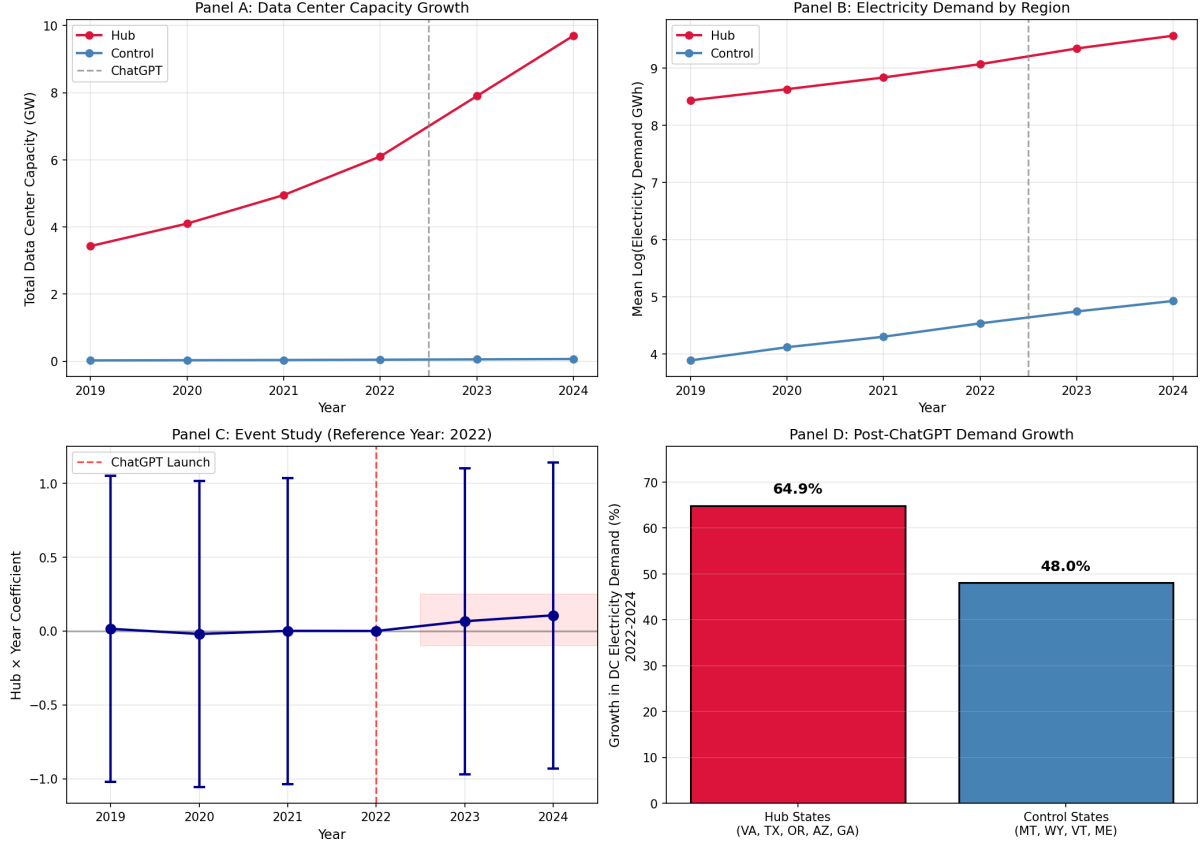 Panel A: Data Center Capacity Growth
Total Data Center Capacity (GW)
10
8
6
4
2
0
Hub
Control
ChatGPT
2019 2020 2021 2022 2023 2024
Year
Panel B: Electricity Demand by Region
Mean Log(Electricity Demand GWh)
9
8
7
6
5
4
Hub
Control
2019 2020 2021 2022 2023 2024
Year
Panel C: Event Study (Reference Year: 2022)
Hub × Year Coefficient
1.0
0.5
0.0
−0.5
−1.0
ChatGPT Launch
2019 2020 2021 2022 2023 2024
Year
Panel D: Post-ChatGPT Demand Growth
Growth in DC Electricity Demand (%)
2022-2024
70
60
50
40
30
20
10
0
64.9%
48.0%
Hub States
(VA, TX, OR, AZ, GA)
Control States
(MT, WY, VT, ME)